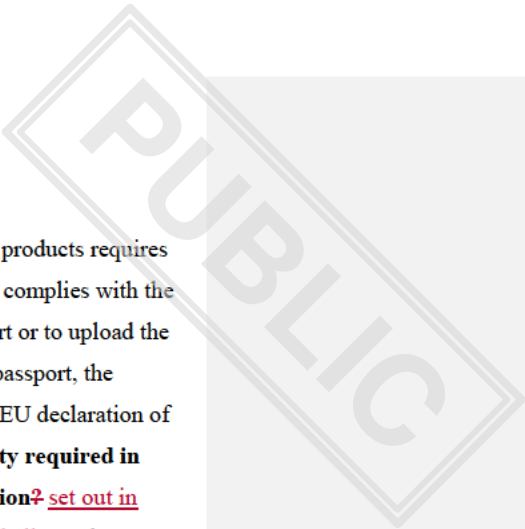 PUBLIC
products requires
complies with the
rt or to upload the
passport, the
EU declaration of
ty required in
ion2 set out in